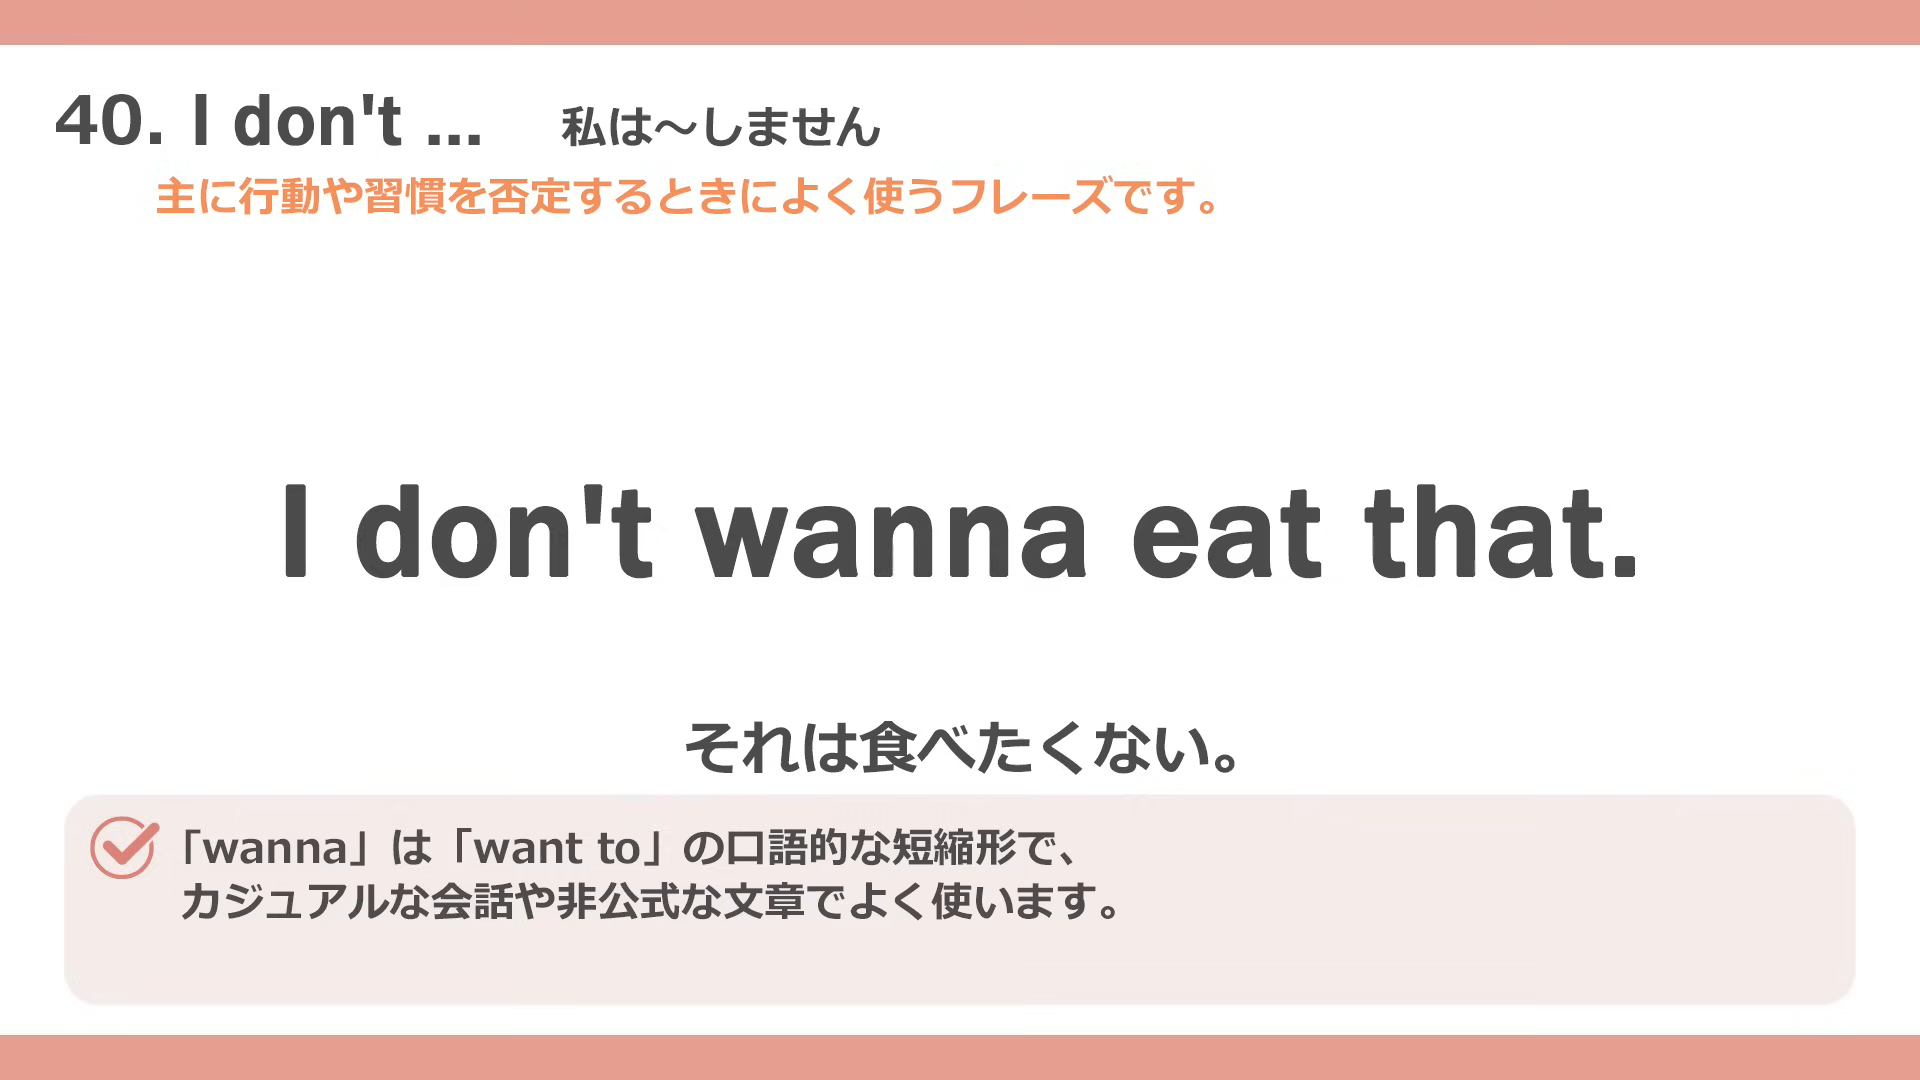 40. I don't ... 私は～しません
主に行動や習慣を否定するときによく使うフレーズです。
I don't wanna eat that.
それは食べたくない。
「wanna」は「want to」の口語的な短縮形で、
カジュアルな会話や非公式な文章でよく使います。